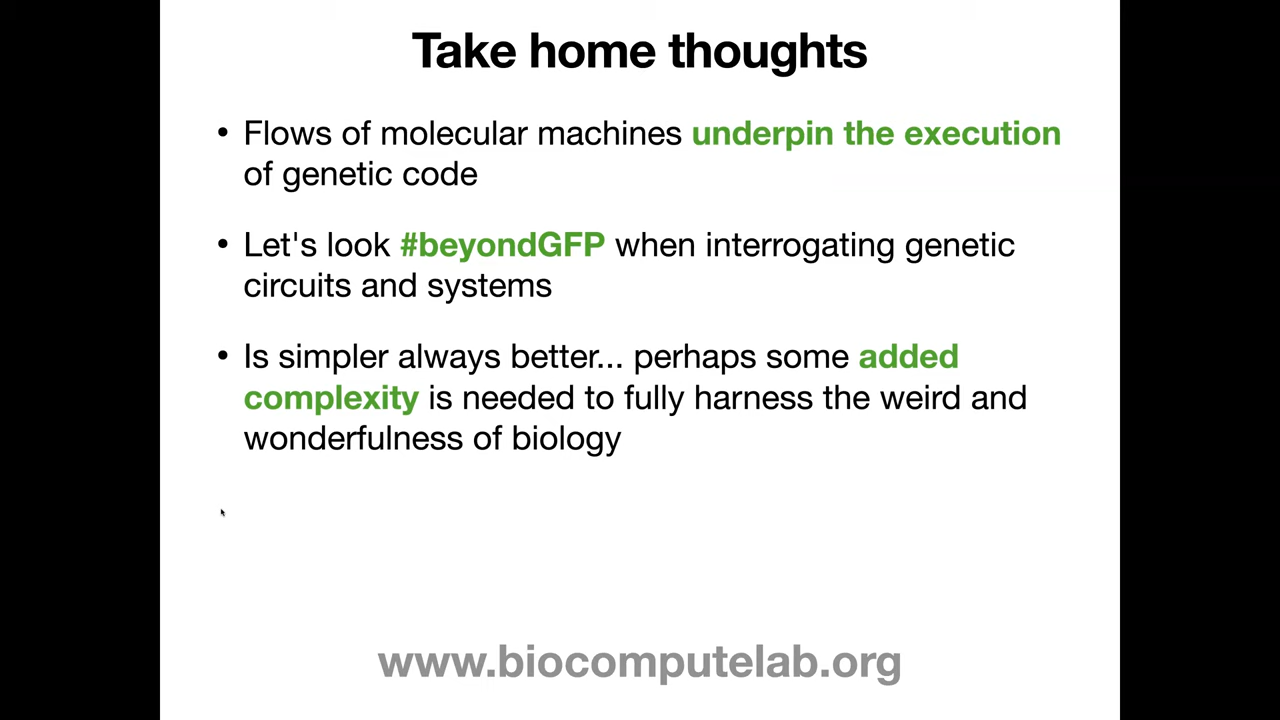 Take home thoughts
• Flows of molecular machines underpin the execution
of genetic code
• Let's look #beyondGFP when interrogating genetic
circuits and systems
• Is simpler always better... perhaps some added
complexity is needed to fully harness the weird and
wonderfulness of biology
www.biocomputelab.org